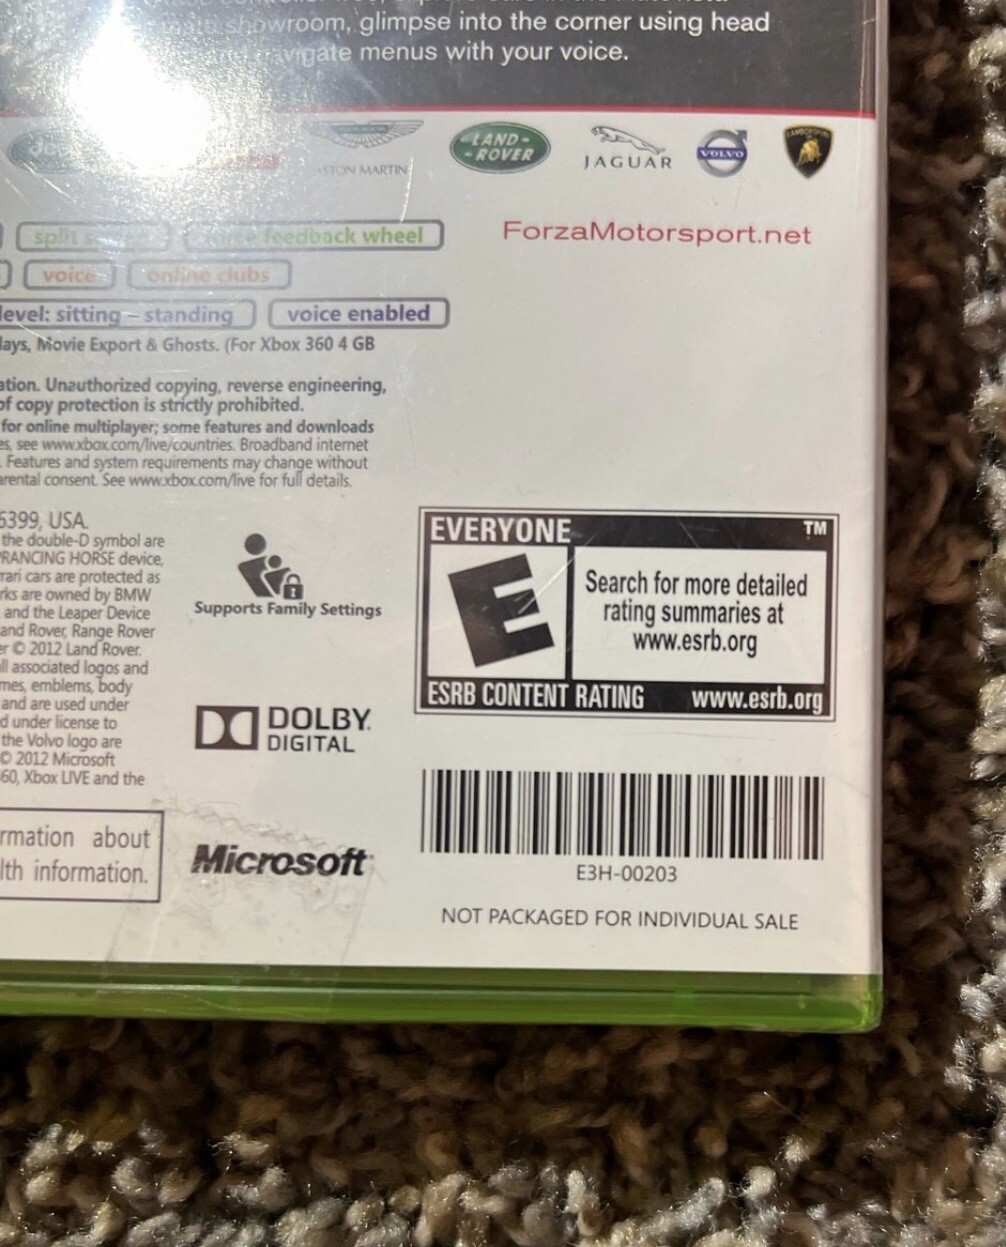 showroom, glimpse into the corner using head
navigate menus with your voice.
ASTON MARTIN
LAND-
-ROVER
JAGUAR
VOLVO
LAMBORGHINI
split
feedback wheel
ForzaMotorsport.net
voice
online clubs
level: sitting – standing
voice enabled
lays, Movie Export & Ghosts. (For Xbox 360 4 GB
ation. Unauthorized copying, reverse engineering,
of copy protection is strictly prohibited.
for online multiplayer; some features and downloads
es, see www.xbox.com/live/countries. Broadband internet
. Features and system requirements may change without
arental consent. See www.xbox.com/live for full details.
6399, USA.
the double-D symbol are
PRANCING HORSE device,
rrari cars are protected as
rks are owned by BMW
and the Leaper Device
and Rover, Range Rover
er © 2012 Land Rover.
ll associated logos and
mes, emblems, body
and are used under
d under license to
the Volvo logo are
© 2012 Microsoft
60, Xbox LIVE and the
Supports Family Settings
DOLBY.
DIGITAL
EVERYONE
TM
E
Search for more detailed
rating summaries at
www.esrb.org
ESRB CONTENT RATING www.esrb.org
rmation about
lth information.
Microsoft
E3H-00203
NOT PACKAGED FOR INDIVIDUAL SALE